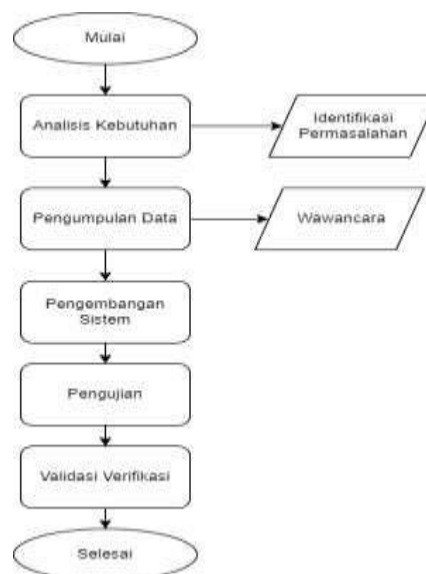 Mulai
Analisis Kebutuhan
Identifikasi
Permasalahan
Pengumpulan Data
Wawancara
Pengembangan
Sistem
Pengujian
Validasi Verifikasi
Selesai